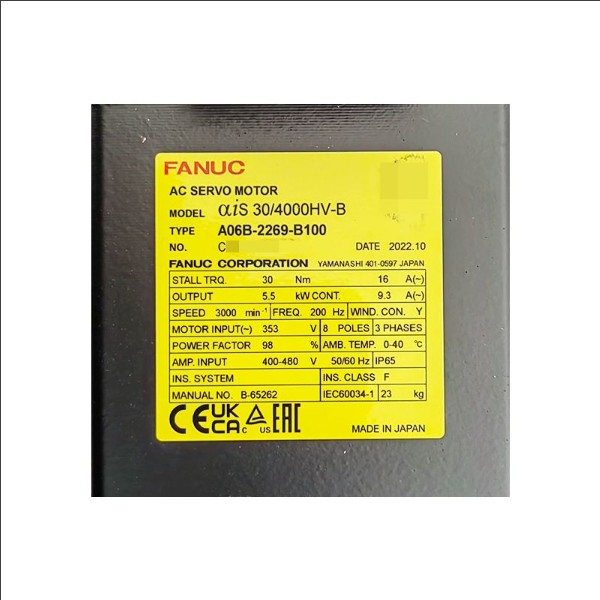 FANUC
AC SERVO MOTOR
MODEL αiS 30/4000HV-B
TYPE A06B-2269-B100
NO. C
DATE 2022.10
FANUC CORPORATION YAMANASHI 401-0597 JAPAN
STALL TRQ. 30 Nm 16 A(~)
OUTPUT 5.5 kW CONT. 9.3 A(~)
SPEED 3000 min⁻¹ FREQ. 200 Hz WIND. CON. Y
MOTOR INPUT(~) 353 V 8 POLES 3 PHASES
POWER FACTOR 98 % AMB. TEMP. 0-40 ℃
AMP. INPUT 400-480 V 50/60 Hz IP65
INS. SYSTEM INS. CLASS F
MANUAL NO. B-65262 IEC60034-1 23 kg
CE UK CA C US EAC
MADE IN JAPAN